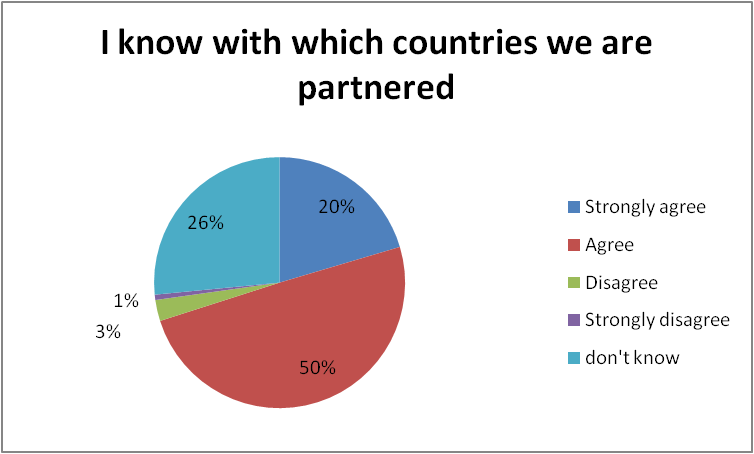 I know with which countries we are
partnered
20%
26%
1%
3%
50%
Strongly agree
Agree
Disagree
Strongly disagree
don't know